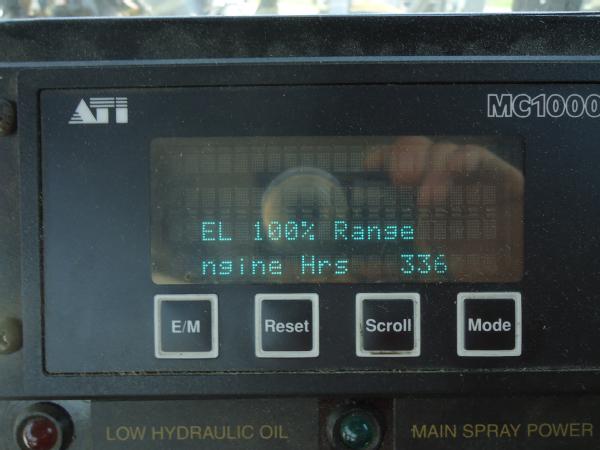 ATI MC1000
EL 100% Range
ngine Hrs 336
E/M Reset Scroll Mode
LOW HYDRAULIC OIL MAIN SPRAY POWER